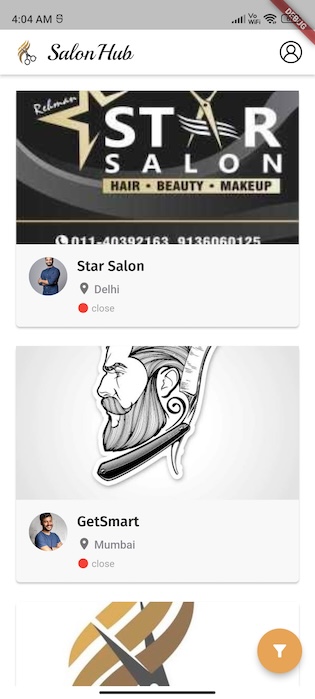 4:04 AM
Vo
WiFi
DEBUG
Salon Hub
Rehman
STAR
SALON
HAIR • BEAUTY • MAKEUP
011-40392163, 9136060125
Star Salon
Delhi
close
GetSmart
Mumbai
close